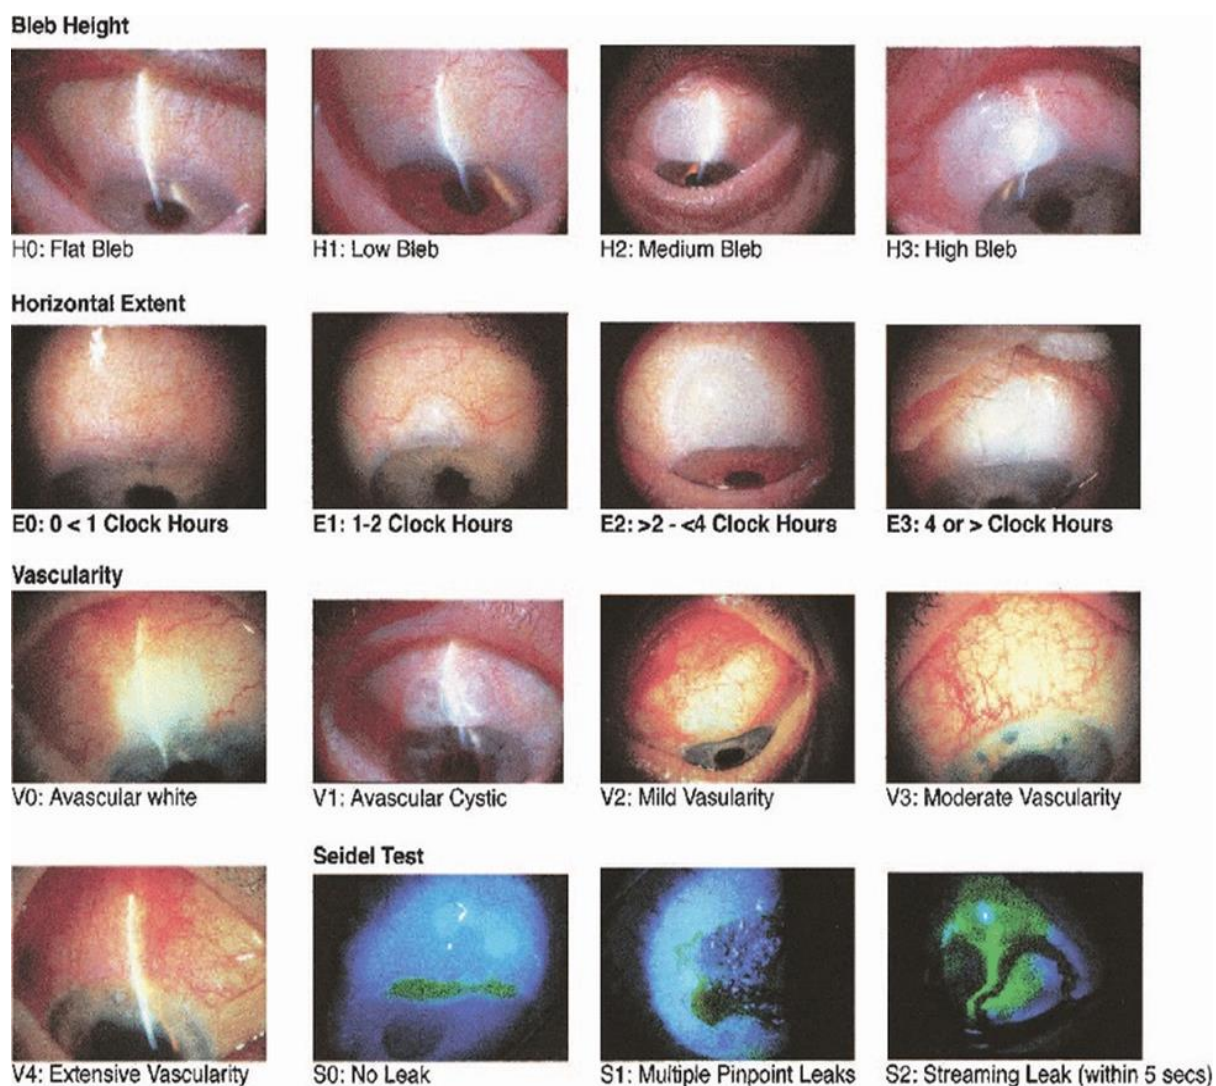 Bleb Height
H0: Flat Bleb
H1: Low Bleb
H2: Medium Bleb
H3: High Bleb
Horizontal Extent
E0: 0 < 1 Clock Hours
E1: 1-2 Clock Hours
E2: >2 - <4 Clock Hours
E3: 4 or > Clock Hours
Vascularity
V0: Avascular white
V1: Avascular Cystic
V2: Mild Vasularity
V3: Moderate Vascularity
Seidel Test
V4: Extensive Vascularity
S0: No Leak
S1: Multiple Pinpoint Leaks
S2: Streaming Leak (within 5 secs)